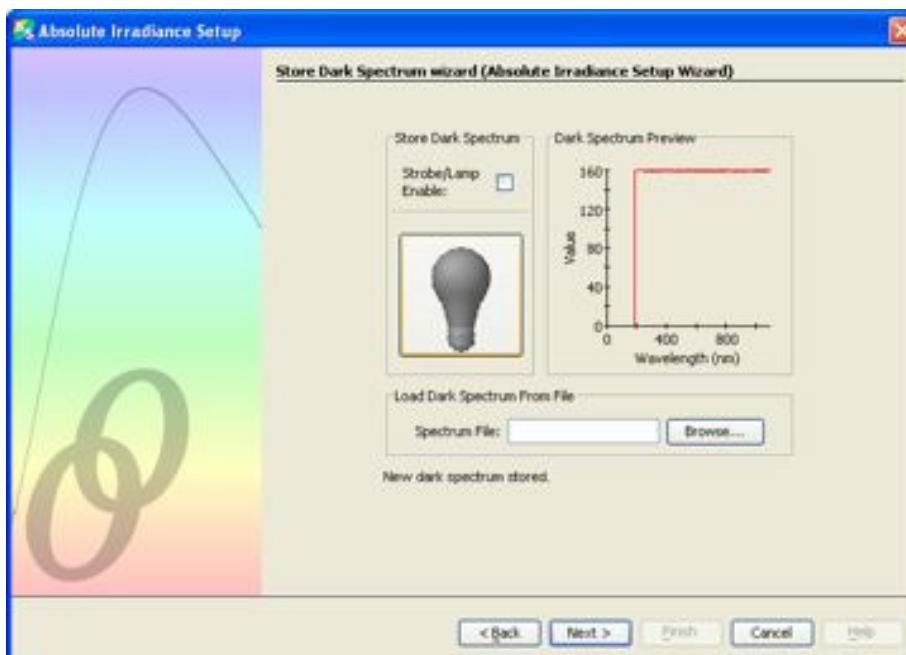 Absolute Irradiance Setup
Store Dark Spectrum wizard (Absolute Irradiance Setup Wizard)
Store Dark Spectrum
Strobe/Lamp
Enable:
Dark Spectrum Preview
160
120
80
40
0
Value
0 400 800
Wavelength (nm)
Load Dark Spectrum From File
Spectrum File:
Browse....
New dark spectrum stored.
< Back
Next >
Finish
Cancel
Help